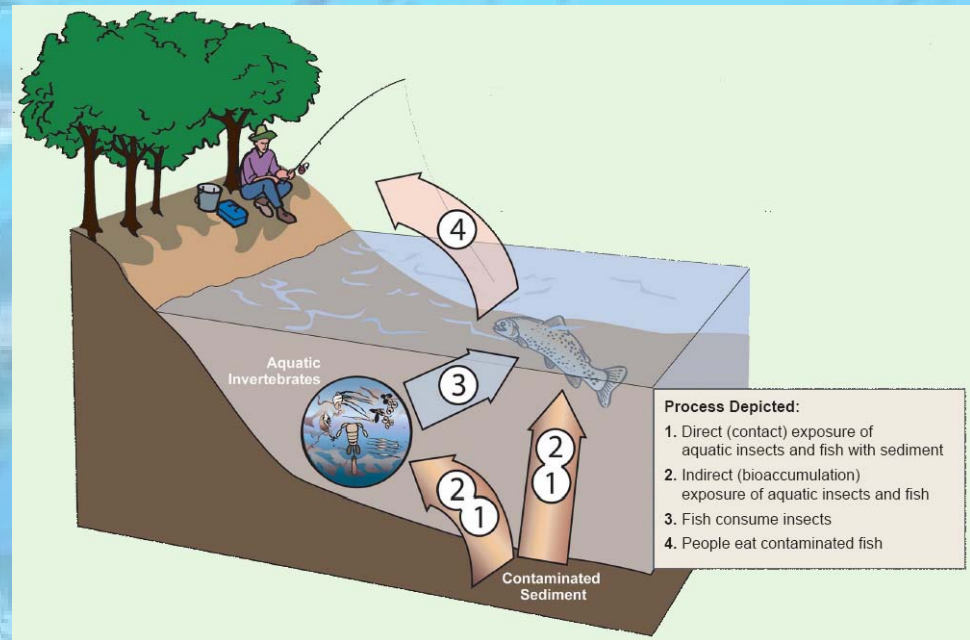 4
Aquatic
Invertebrates
3
2
1
2
1
Contaminated
Sediment
Process Depicted:
1. Direct (contact) exposure of
aquatic insects and fish with sediment
2. Indirect (bioaccumulation)
exposure of aquatic insects and fish
3. Fish consume insects
4. People eat contaminated fish